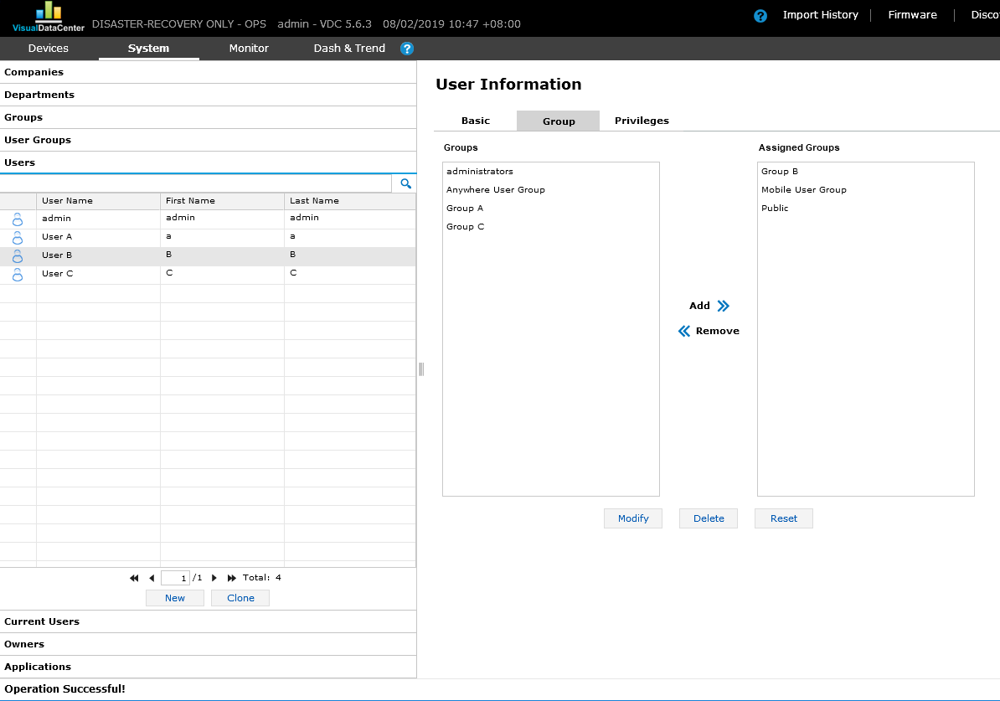 VisualDataCenter DISASTER-RECOVERY ONLY - OPS admin - VDC 5.6.3 08/02/2019 10:47 +08:00 ? Import History Firmware Disco
Devices System Monitor Dash & Trend ?
Companies
Departments
Groups
User Groups
Users
User Name First Name Last Name
admin admin admin
User A a a
User B B B
User C C C
1 /1 Total: 4
New Clone
Current Users
Owners
Applications
Operation Successful!
User Information
Basic Group Privileges
Groups
administrators
Anywhere User Group
Group A
Group C
Add
Remove
Assigned Groups
Group B
Mobile User Group
Public
Modify Delete Reset